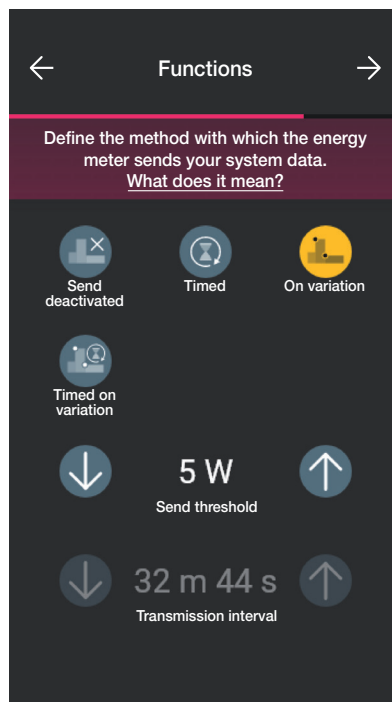 Functions
Define the method with which the energy
meter sends your system data.
What does it mean?
Send
deactivated
Timed
On variation
Timed on
variation
5 W
Send threshold
32 m 44 s
Transmission interval